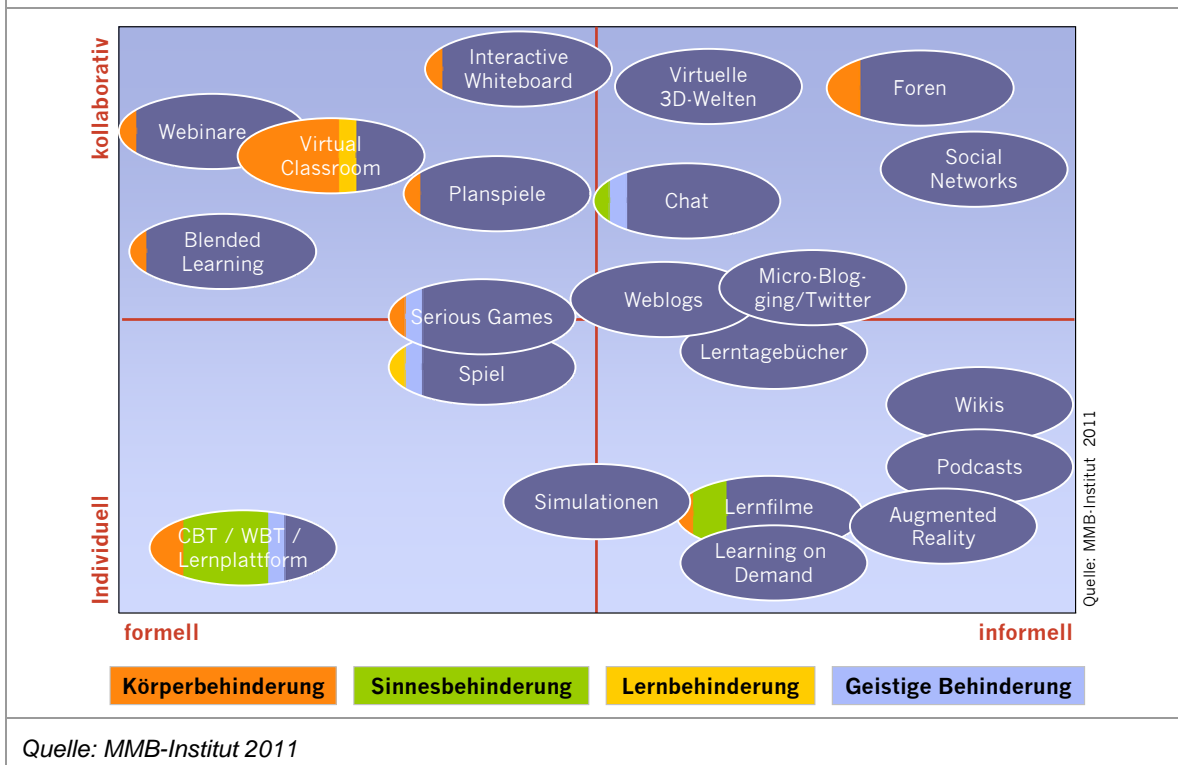 kollaborativ
Individuell
Interactive
Whiteboard
Virtuelle
3D-Welten
Foren
Webinare
Virtual
Classroom
Social
Networks
Planspiele
Chat
Blended
Learning
Micro-Blog-
ging/Twitter
Weblogs
Serious Games
Lerntagebücher
Spiel
Wikis
Podcasts
Simulationen
Lernfilme
Augmented
Reality
CBT / WBT /
Lernplattform
Learning on
Demand
Quelle: MMB-Institut 2011
formell
informell
Körperbehinderung
Sinnesbehinderung
Lernbehinderung
Geistige Behinderung
Quelle: MMB-Institut 2011